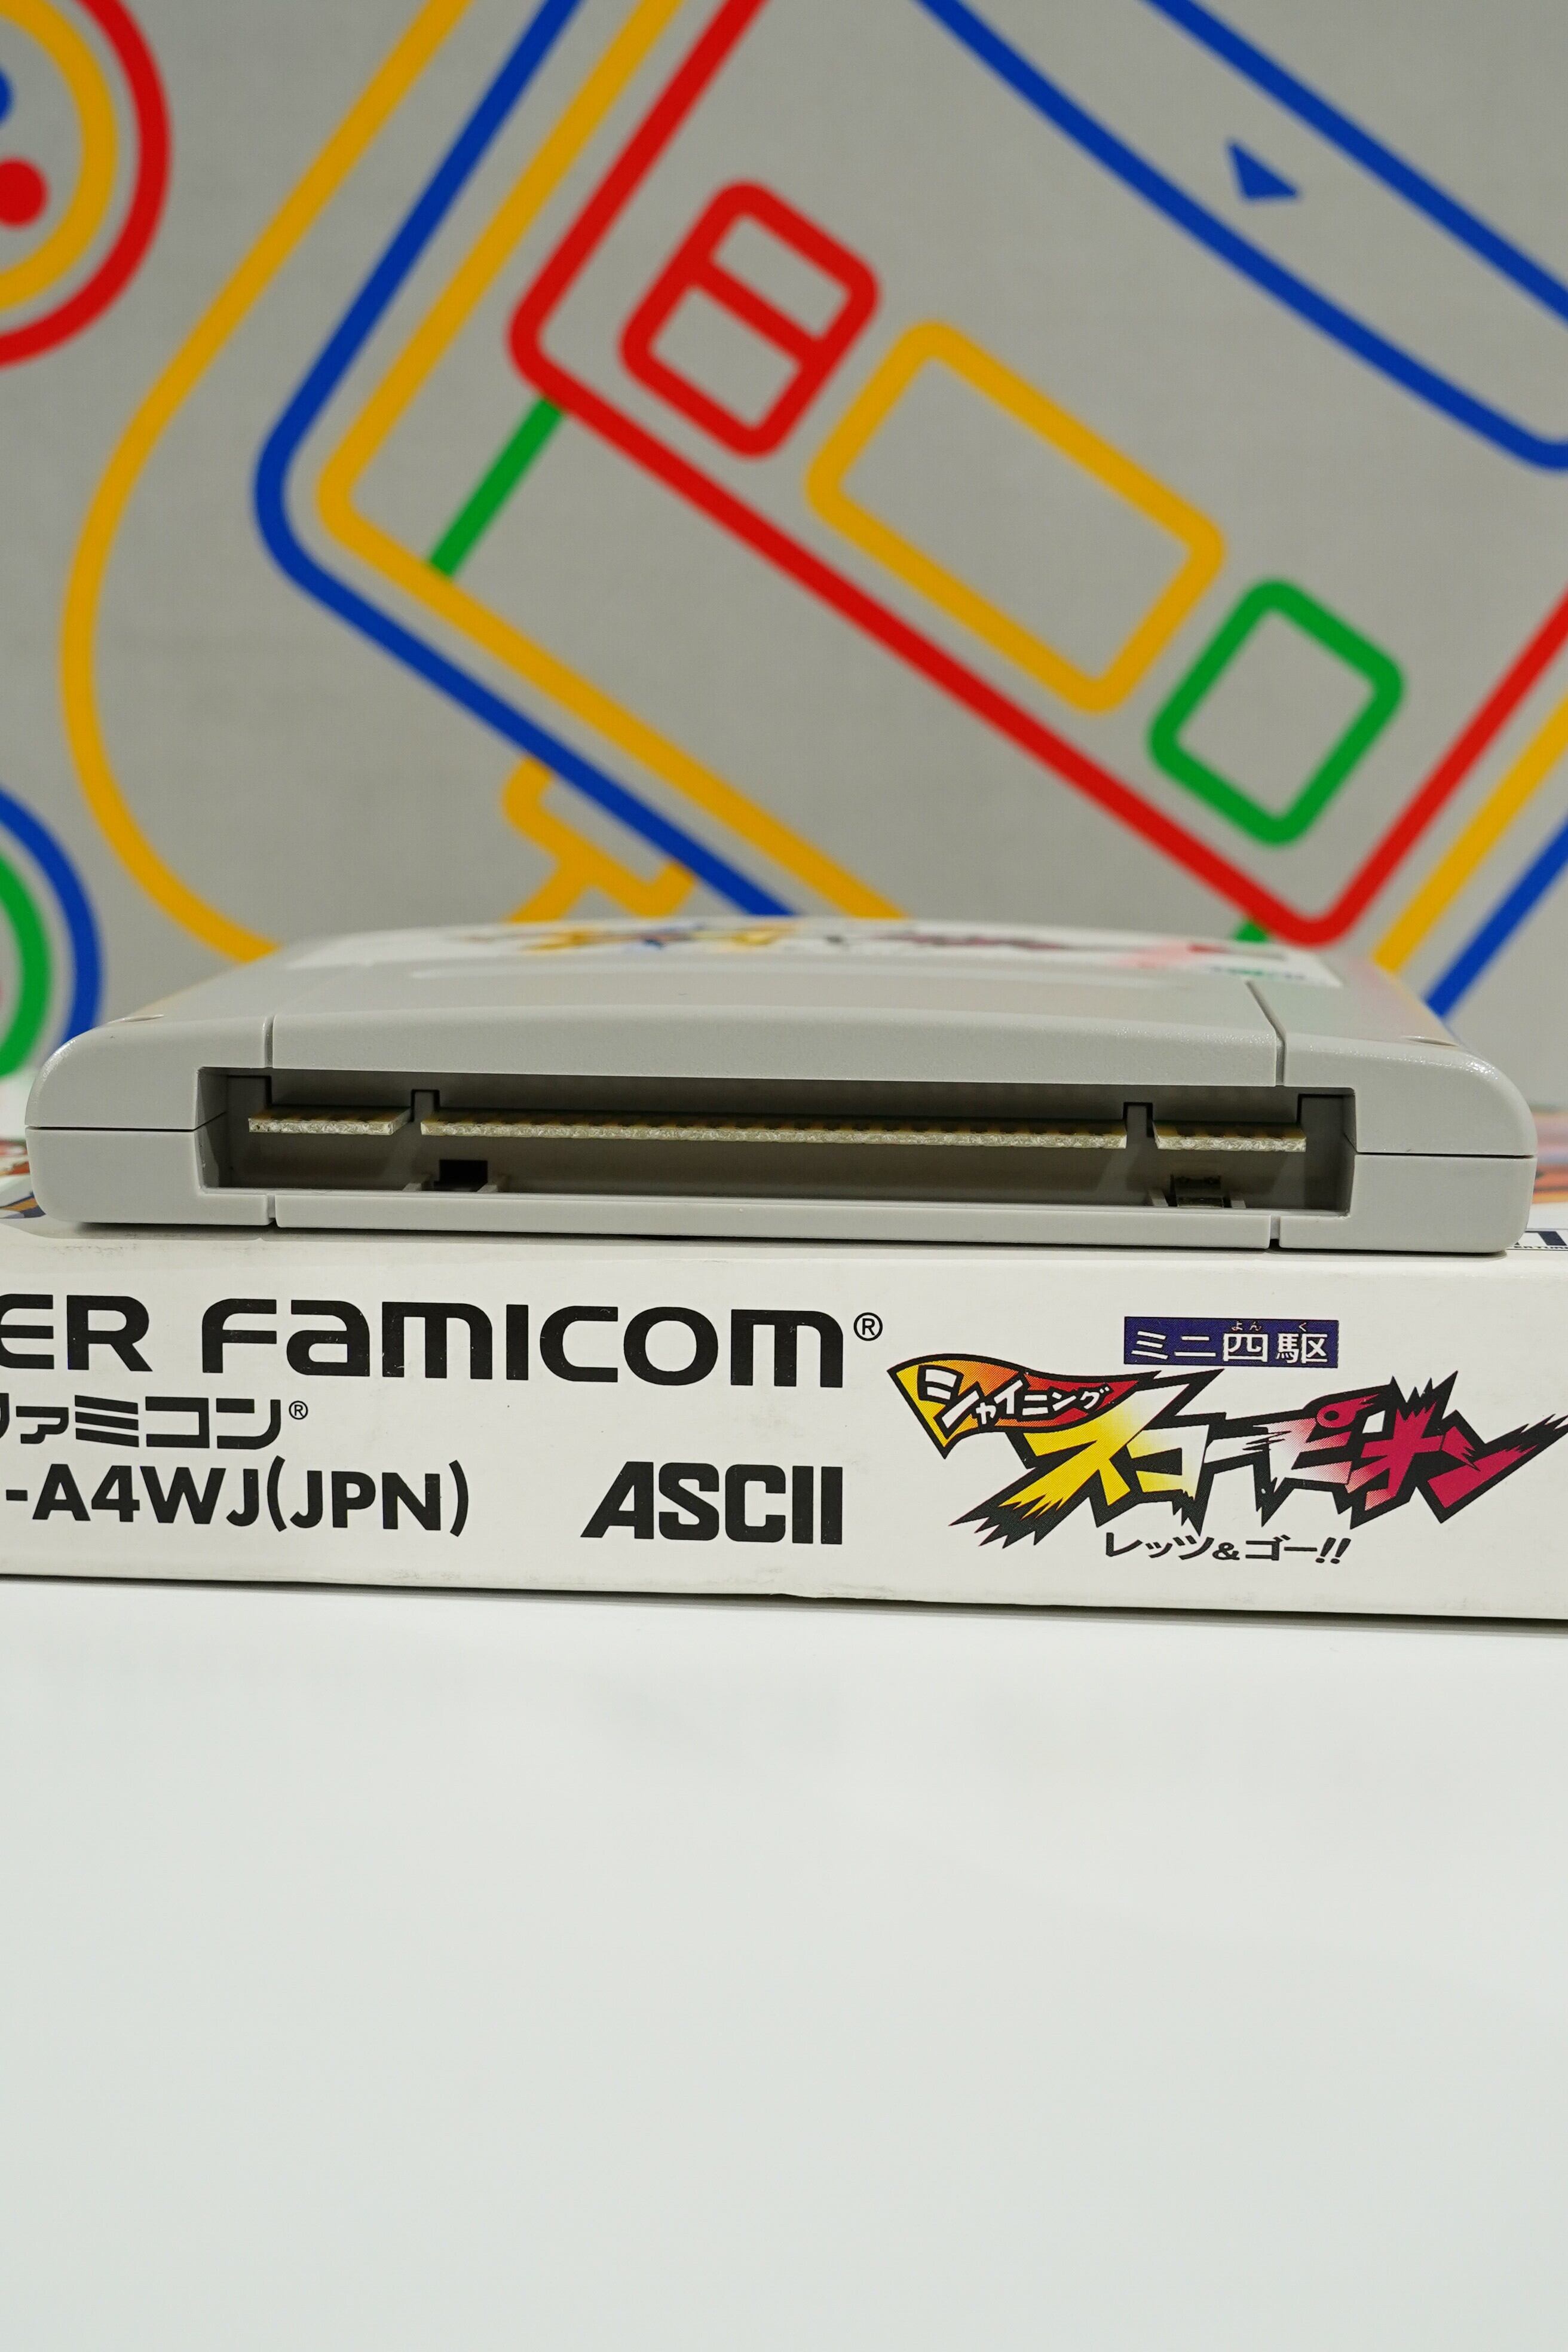 ER FAMICOM®
ファミコン®
-A4WJ(JPN)
ASCII
ミニ四駆
よん く
シャイニング
スコーピオン
レッツ&ゴー!!